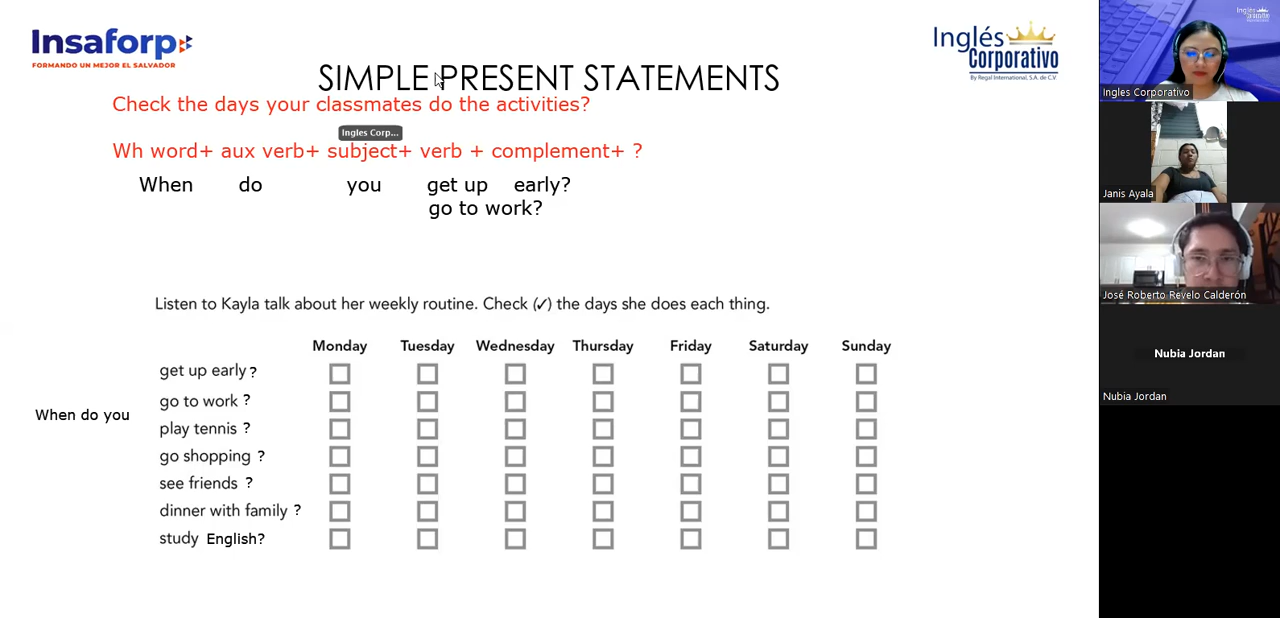 Insaforp
FORMANDO UN MEJOR EL SALVADOR
Inglés
Corporativo
By Regal International, S.A. de C.V.
SIMPLE PRESENT STATEMENTS
Check the days your classmates do the activities?
Ingles Corp...
Wh word+ aux verb+ subject+ verb + complement+ ?
When do you get up early?
go to work?
Listen to Kayla talk about her weekly routine. Check (✓) the days she does each thing.
Monday Tuesday Wednesday Thursday Friday Saturday Sunday
get up early ?
go to work ?
When do you
play tennis ?
go shopping ?
see friends ?
dinner with family ?
study English?
Ingles Corporativo
Janis Ayala
José Roberto Revelo Calderón
Nubia Jordan
Nubia Jordan